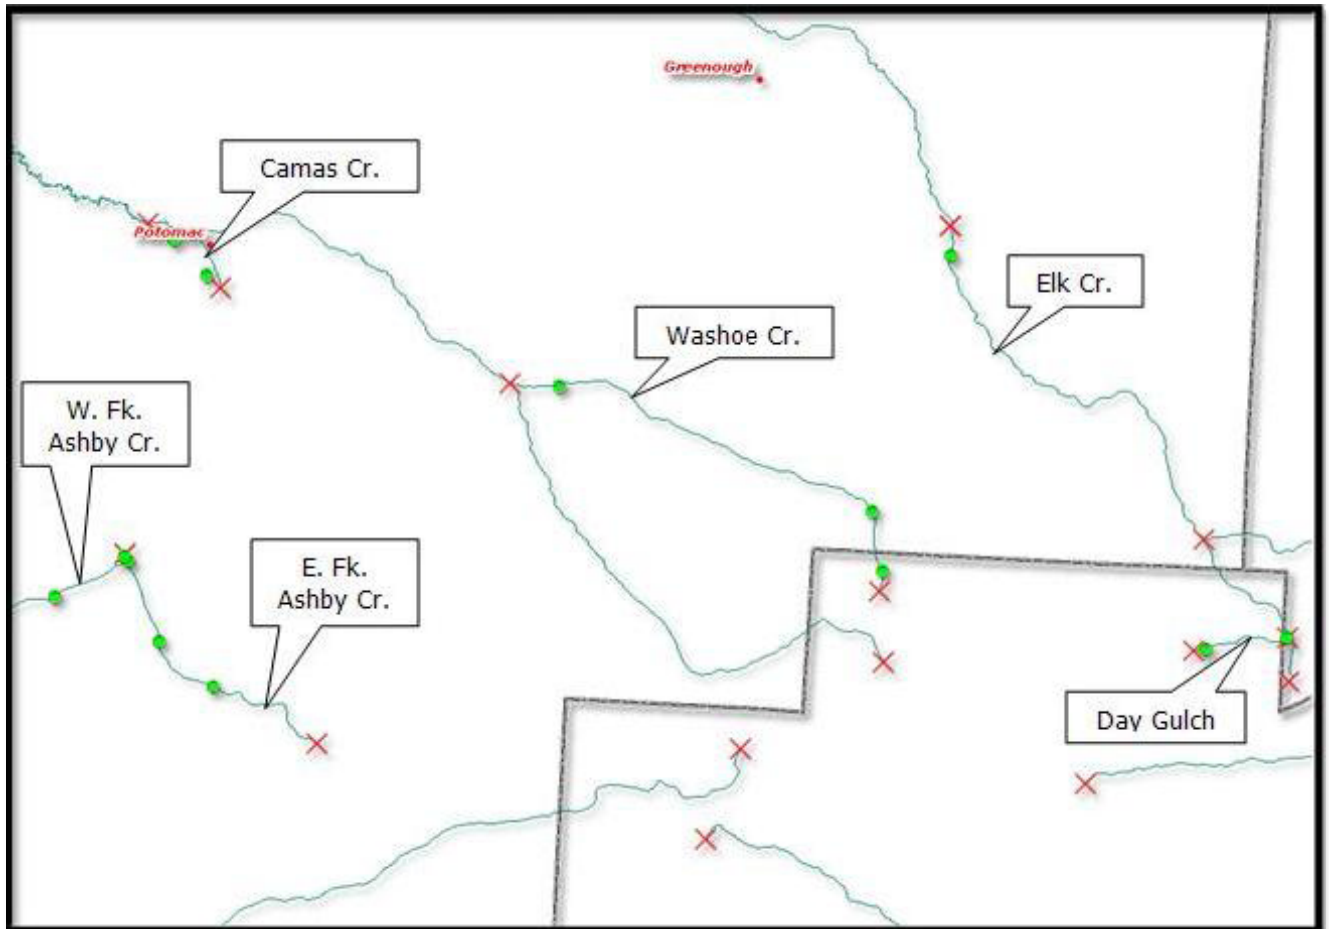 Greenough
Camas Cr.
Potomac
Elk Cr.
Washoe Cr.
W. Fk.
Ashby Cr.
E. Fk.
Ashby Cr.
Day Gulch